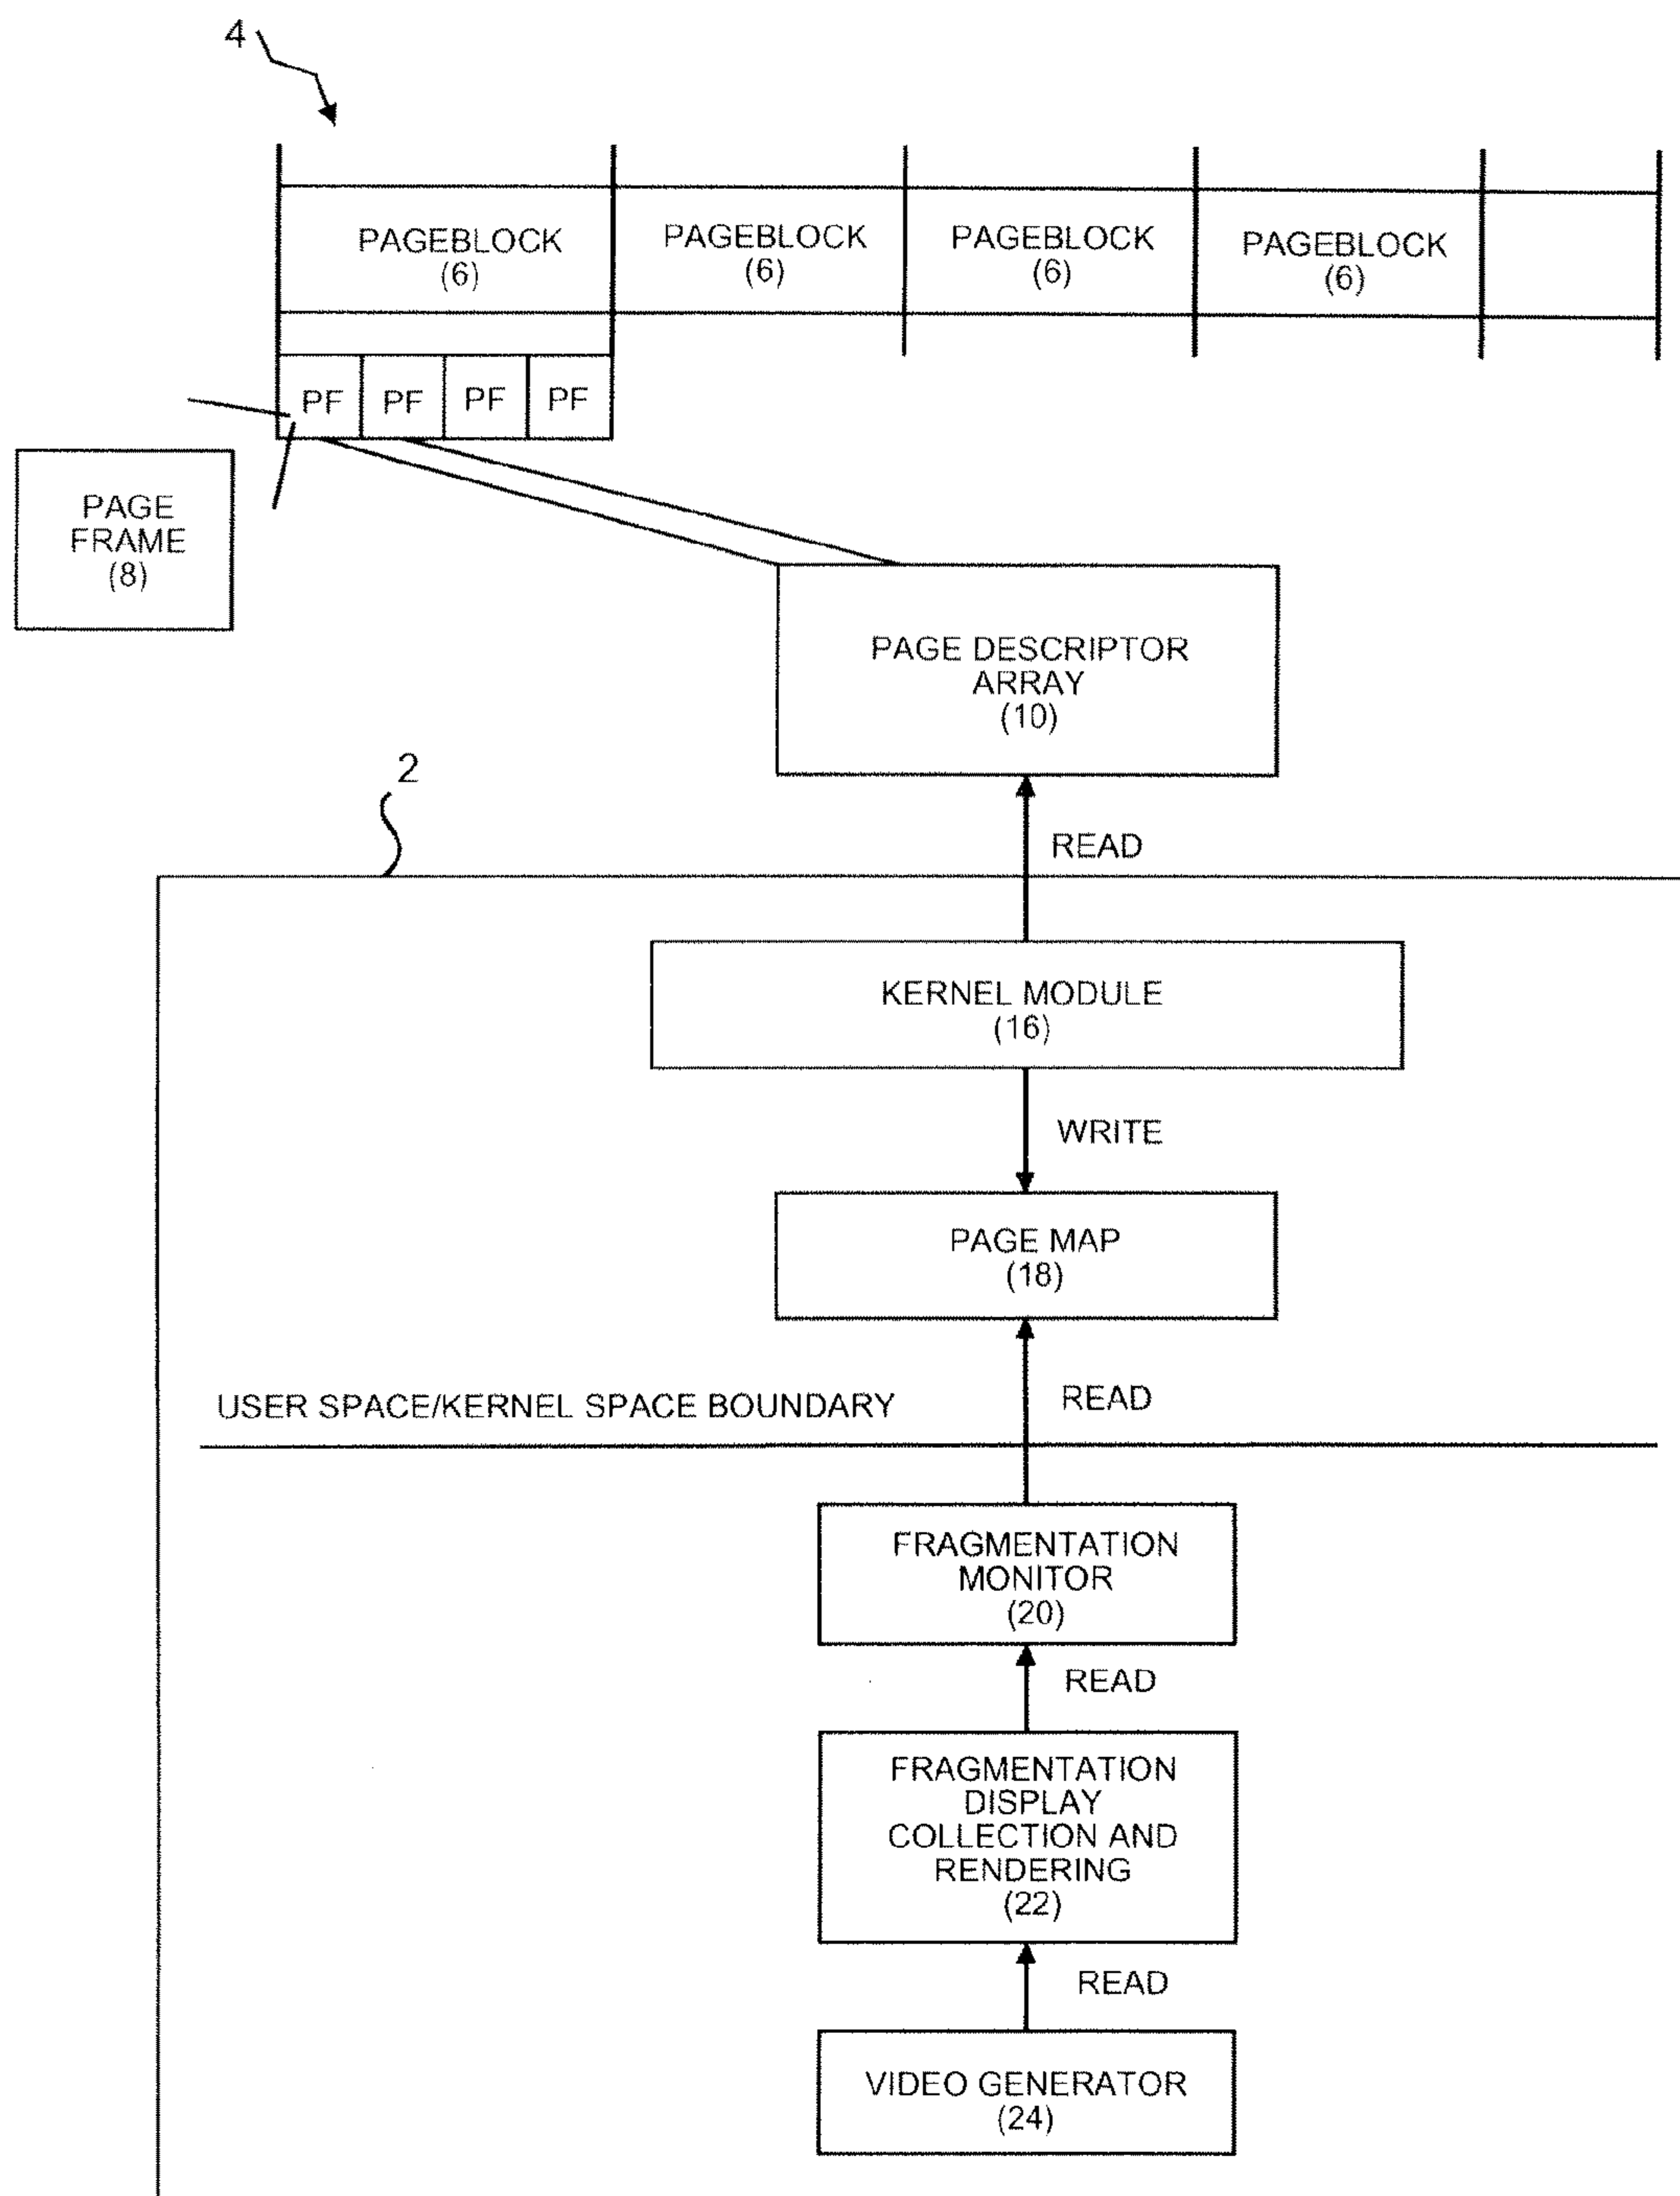 4
PAGEBLOCK
(6)
PAGEBLOCK
(6)
PAGEBLOCK
(6)
PAGEBLOCK
(6)
PF
PF
PF
PF
PAGE
FRAME
(8)
PAGE DESCRIPTOR
ARRAY
(10)
2
READ
KERNEL MODULE
(16)
WRITE
PAGE MAP
(18)
USER SPACE/KERNEL SPACE BOUNDARY
READ
FRAGMENTATION
MONITOR
(20)
READ
FRAGMENTATION
DISPLAY
COLLECTION AND
RENDERING
(22)
READ
VIDEO GENERATOR
(24)